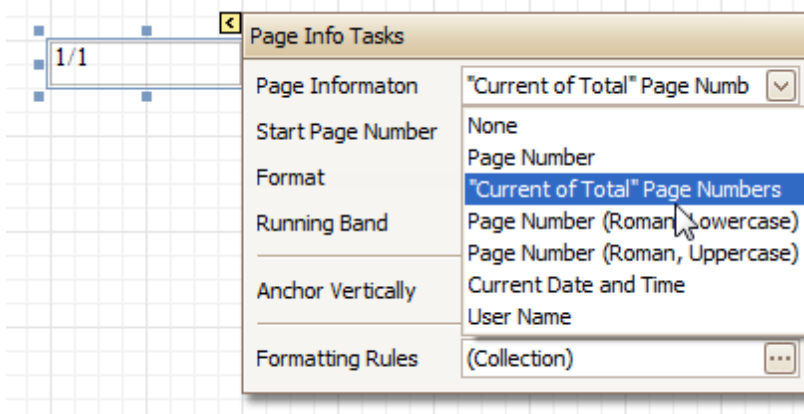 1/1
Page Info Tasks
Page Informaton "Current of Total" Page Numb
Start Page Number
None
Page Number
Format
"Current of Total" Page Numbers
Running Band
Page Number (Roman, Lowercase)
Page Number (Roman, Uppercase)
Anchor Vertically
Current Date and Time
User Name
Formatting Rules (Collection)